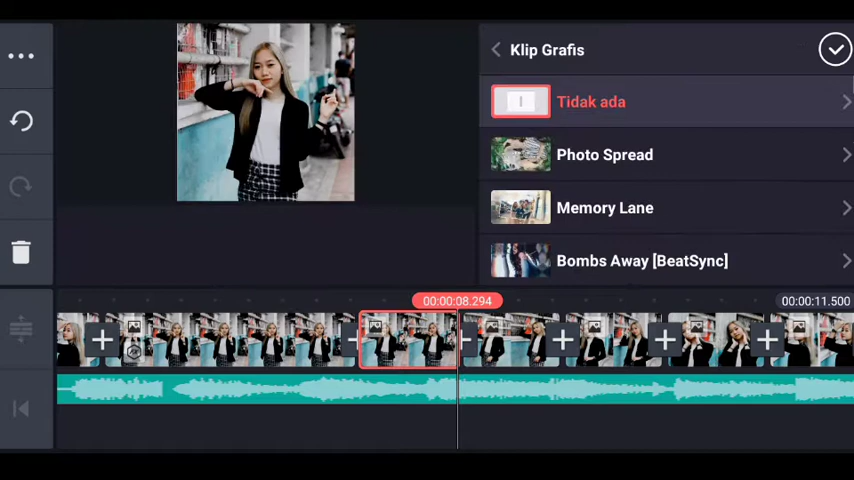 Klip Grafis
Tidak ada
Photo Spread
Memory Lane
Bombs Away [BeatSync]
00:00:08.294
00:00:11.500